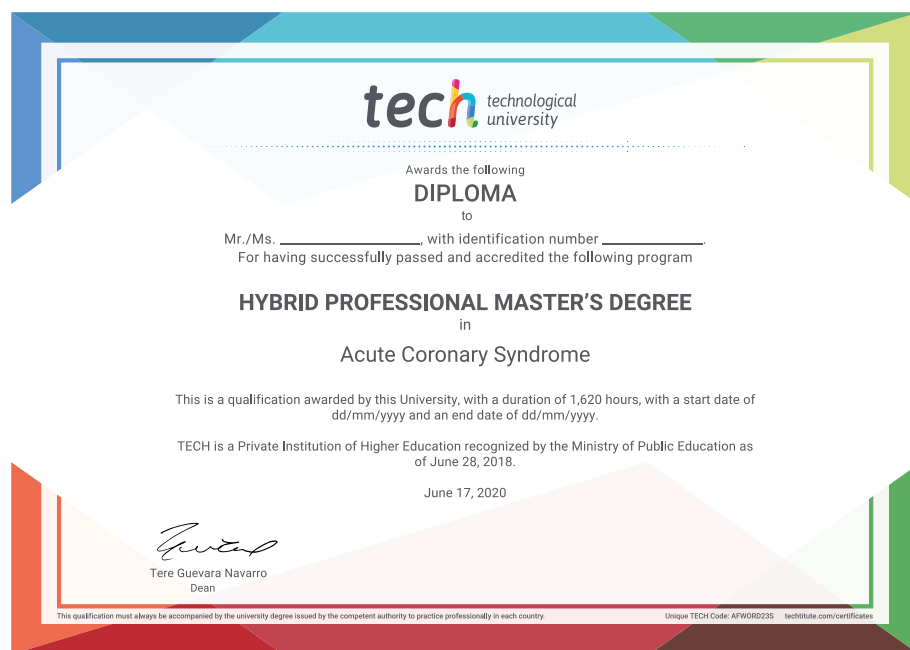 tech technological
university
Awards the following
DIPLOMA
to
Mr./Ms. ____________________, with identification number ______________.
For having successfully passed and accredited the following program
HYBRID PROFESSIONAL MASTER'S DEGREE
in
Acute Coronary Syndrome
This is a qualification awarded by this University, with a duration of 1,620 hours, with a start date of
dd/mm/yyyy and an end date of dd/mm/yyyy.
TECH is a Private Institution of Higher Education recognized by the Ministry of Public Education as
of June 28, 2018.
June 17, 2020
Tere Guevara Navarro
Dean
This qualification must always be accompanied by the university degree issued by the competent authority to practice professionally in each country.
Unique TECH Code: AFWORD23S techtitute.com/certificates